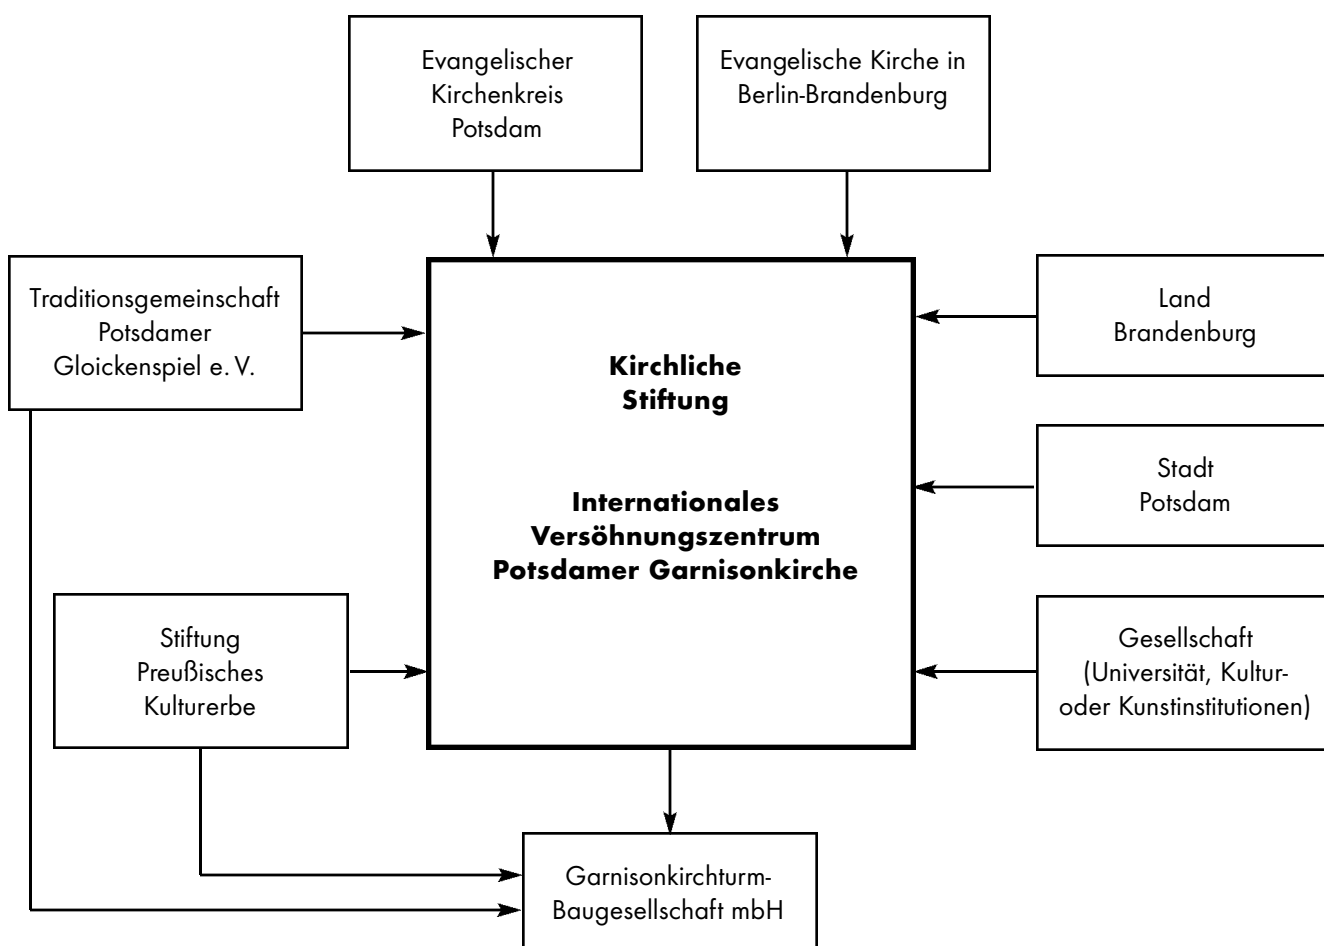 Evangelischer
Kirchenkreis
Potsdam
Evangelische Kirche in
Berlin-Brandenburg
Traditionsgemeinschaft
Potsdamer
Gloickenspiel e. V.
Land
Brandenburg
Kirchliche
Stiftung
Internationales
Versöhnungszentrum
Potsdamer Garnisonkirche
Stadt
Potsdam
Stiftung
Preußisches
Kulturerbe
Gesellschaft
(Universität, Kultur-
oder Kunstinstitutionen)
Garnisonkirchturm-
Baugesellschaft mbH